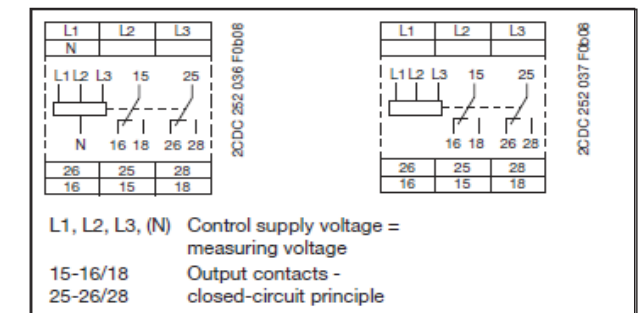 L1 L2 L3
N
L1 L2 L3 15 25
N 16 18 26 28
26 25 28
16 15 18
2CDC 252 036 F0b08
L1 L2 L3
L1 L2 L3 15 25
16 18 26 28
26 25 28
16 15 18
2CDC 252 037 F0b08
L1, L2, L3, (N) Control supply voltage =
measuring voltage
15-16/18 Output contacts -
25-26/28 closed-circuit principle